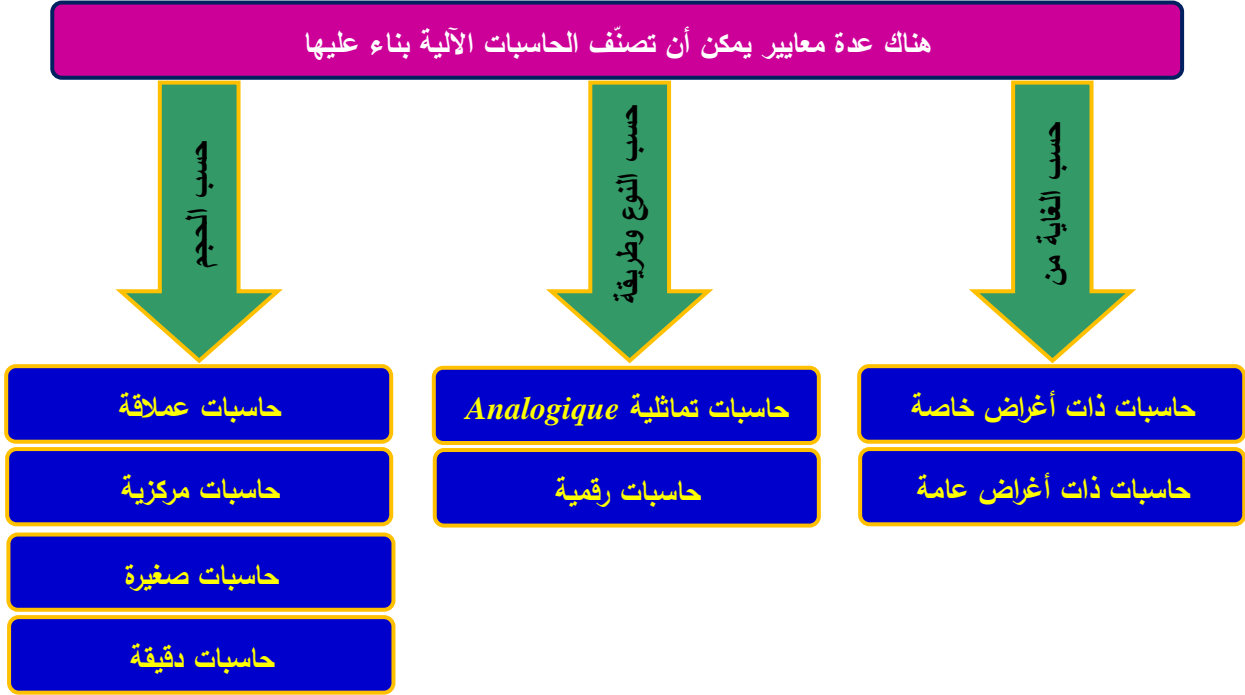 هناك عدة معايير يمكن أن تصنّف الحاسبات الآلية بناء عليها
حسب الغاية من
حاسبات ذات أغراض خاصة
حاسبات ذات أغراض عامة
حسب النوع وطريقة
حاسبات تماثلية Analogique
حاسبات رقمية
حسب الحجم
حاسبات عملاقة
حاسبات مركزية
حاسبات صغيرة
حاسبات دقيقة